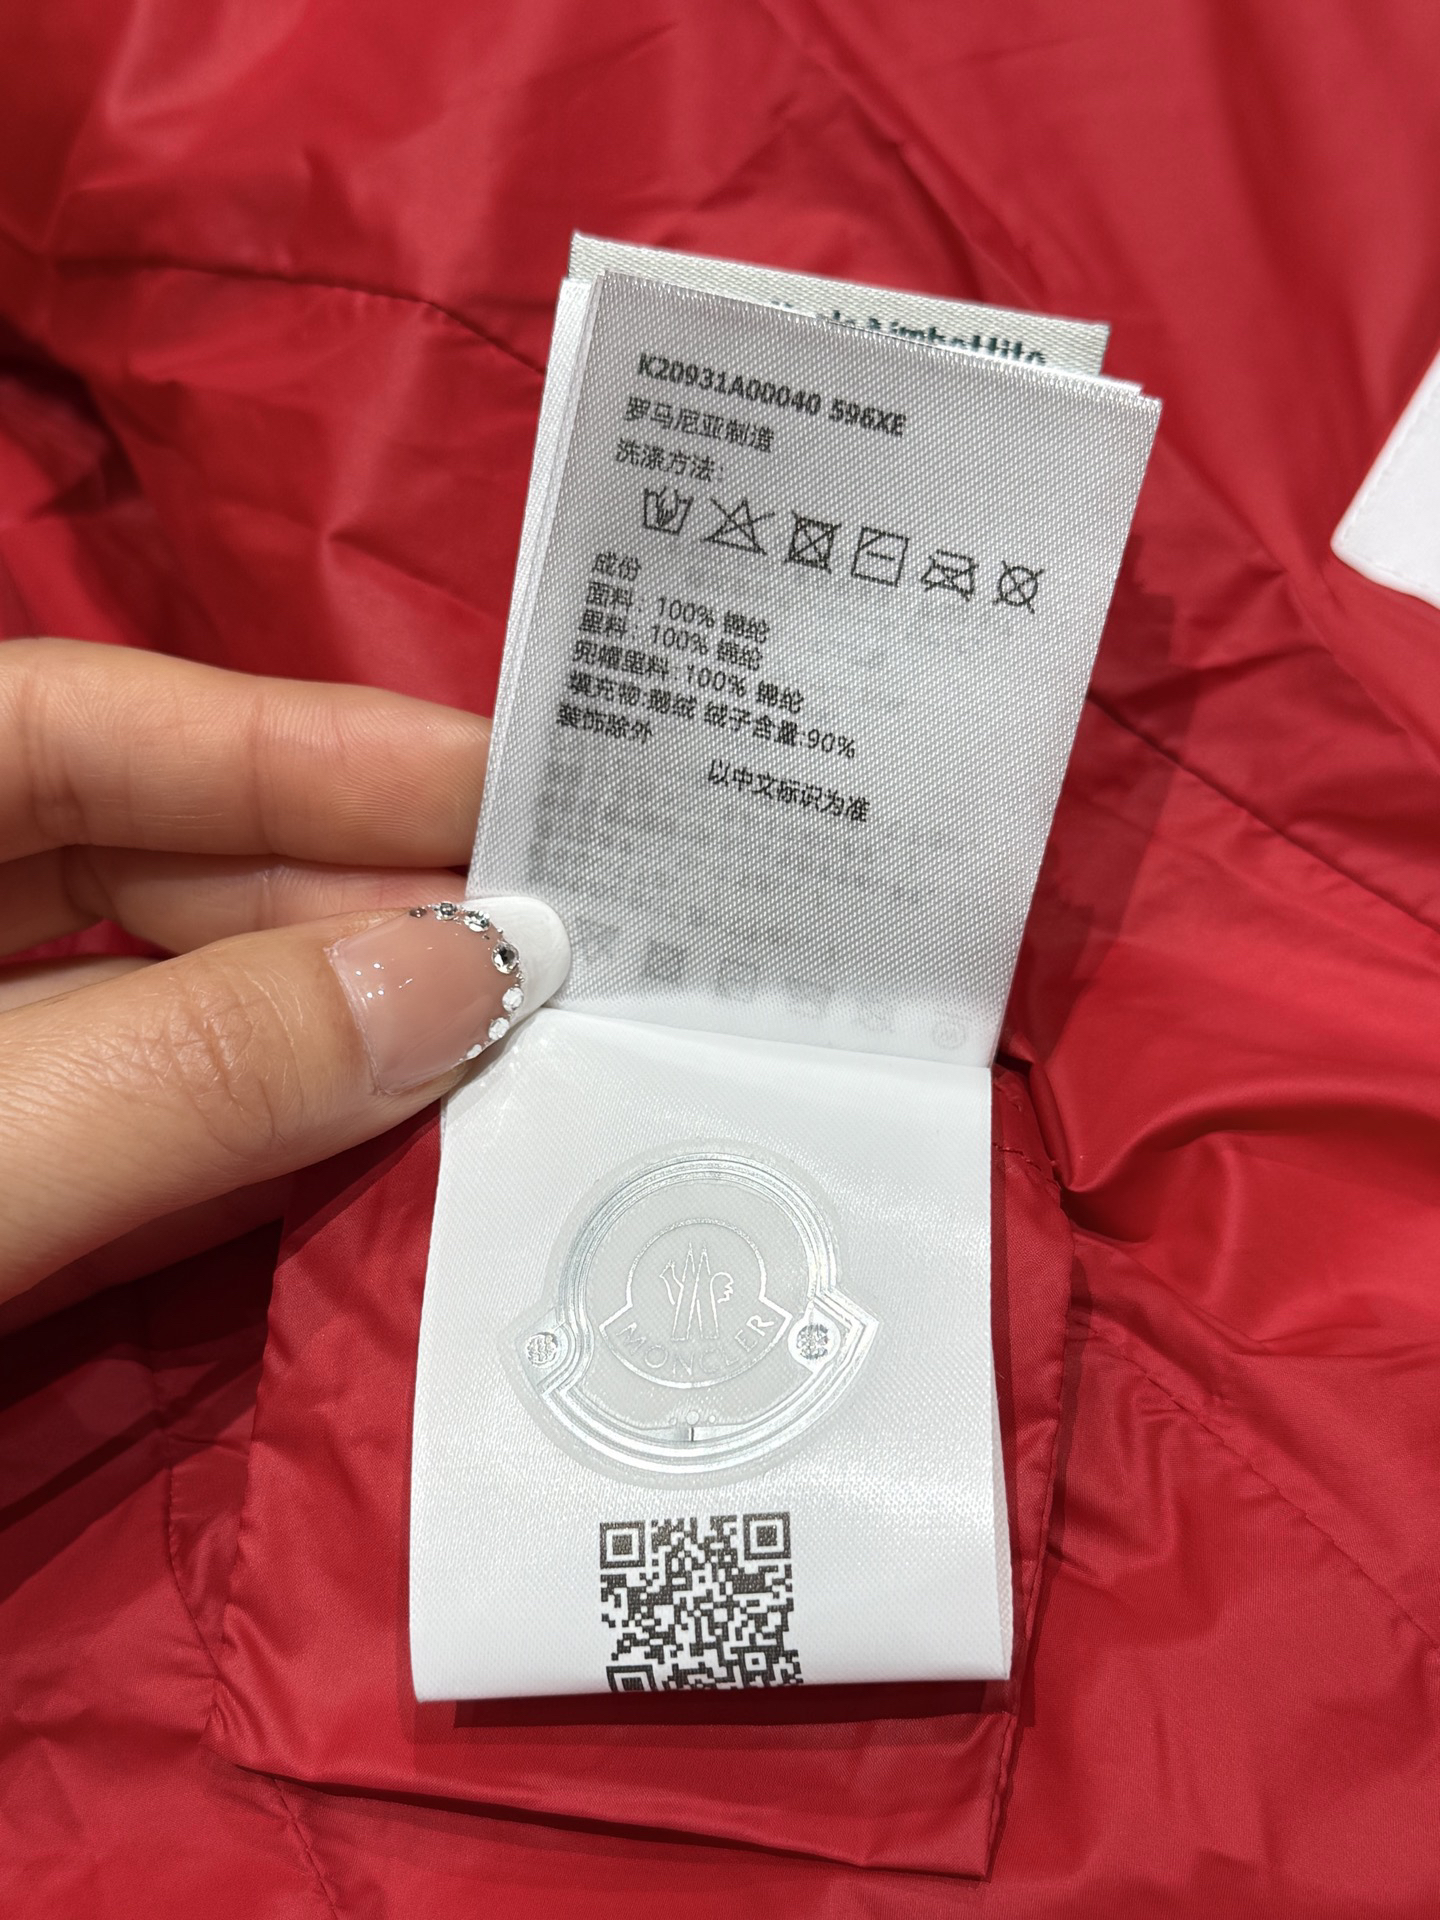 K20931A00040 596XE
罗马尼亚制造
洗涤方法:
成份
面料: 100% 锦纶
里料: 100% 锦纶
兜帽里料:100% 锦纶
填充物:鹅绒 绒子含量:90%
装饰除外
以中文标识为准
MONCLER